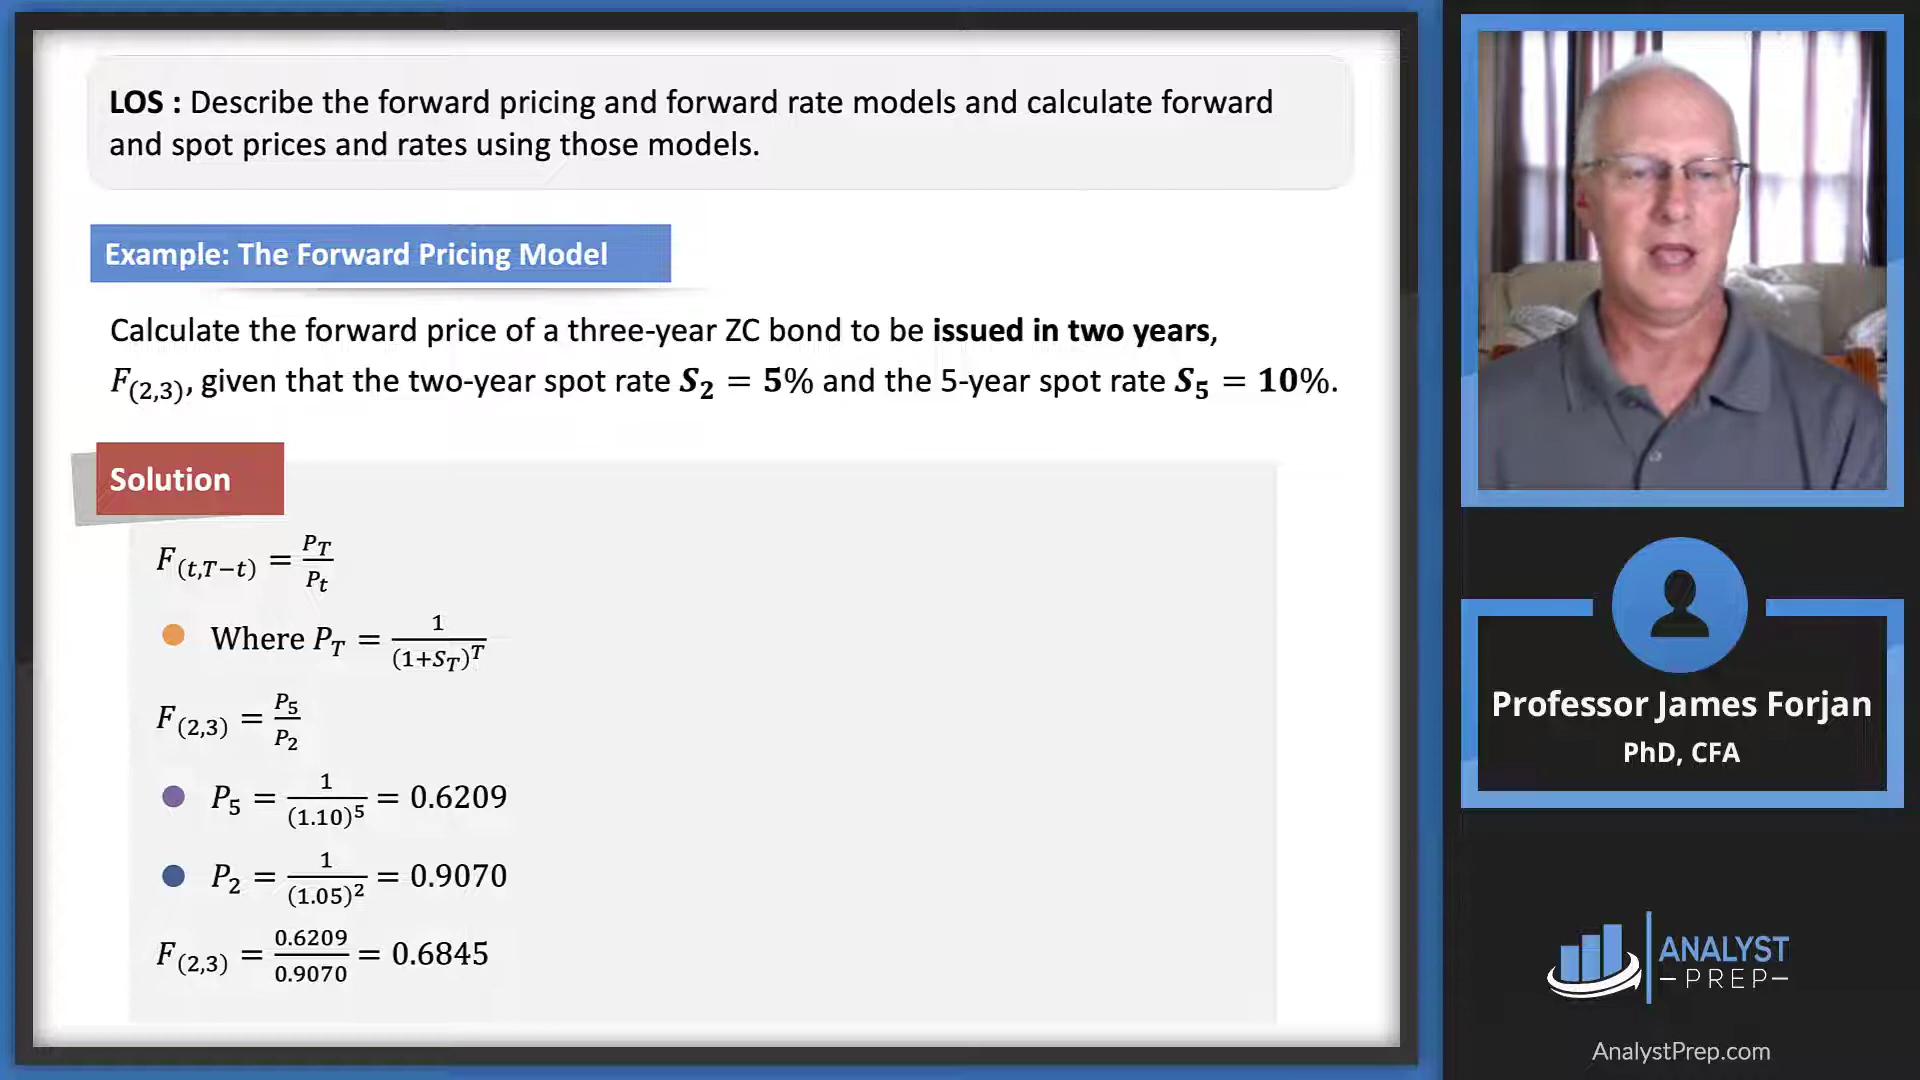 LOS : Describe the forward pricing and forward rate models and calculate forward
and spot prices and rates using those models.
Example: The Forward Pricing Model
Calculate the forward price of a three-year ZC bond to be issued in two years,
F(2,3), given that the two-year spot rate S₂ = 5% and the 5-year spot rate S₅ = 10%.
Solution
F(t,T−t) = P_T/P_t
Where P_T = 1/(1+S_T)^T
F(2,3) = P₅/P₂
P₅ = 1/(1.10)⁵ = 0.6209
P₂ = 1/(1.05)² = 0.9070
F(2,3) = 0.6209/0.9070 = 0.6845
Professor James Forjan
PhD, CFA
ANALYST
PREP
AnalystPrep.com